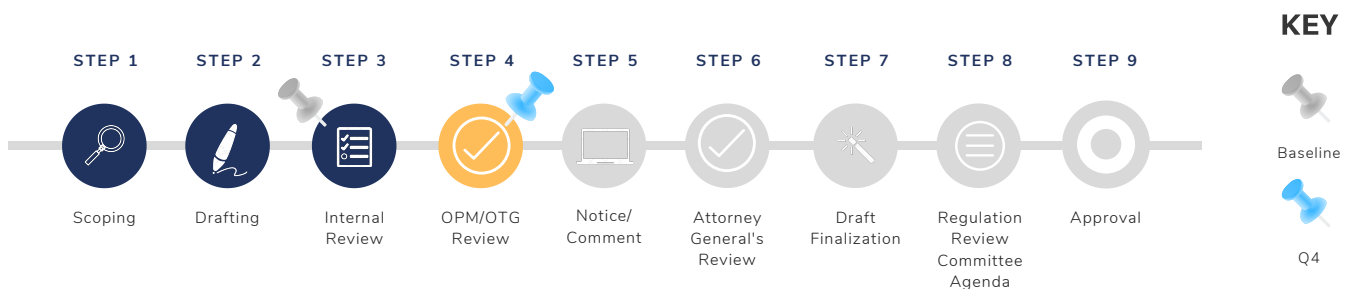 KEY
STEP 1
STEP 2
STEP 3
STEP 4
STEP 5
STEP 6
STEP 7
STEP 8
STEP 9
Scoping
Drafting
Internal
Review
OPM/OTG
Review
Notice/
Comment
Attorney
General's
Review
Draft
Finalization
Regulation
Review
Committee
Agenda
Approval
Baseline
Q4